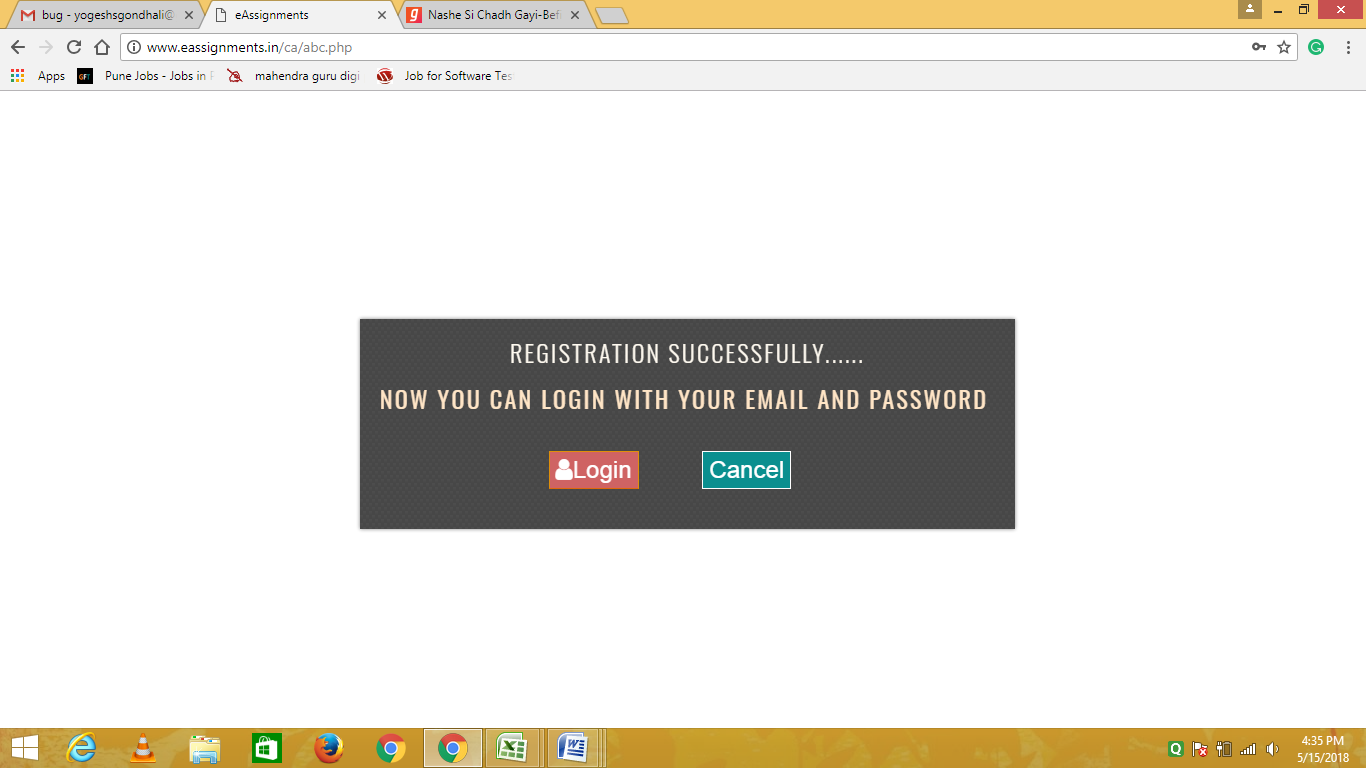 bug - yogeshsgondhali@
eAssignments
Nashe Si Chadh Gayi-Befi
www.eassignments.in/ca/abc.php
Apps
GF!
Pune Jobs - Jobs in
mahendra guru digi
Job for Software Tes
REGISTRATION SUCCESSFULLY......
NOW YOU CAN LOGIN WITH YOUR EMAIL AND PASSWORD
Login
Cancel
4:35 PM
5/15/2018